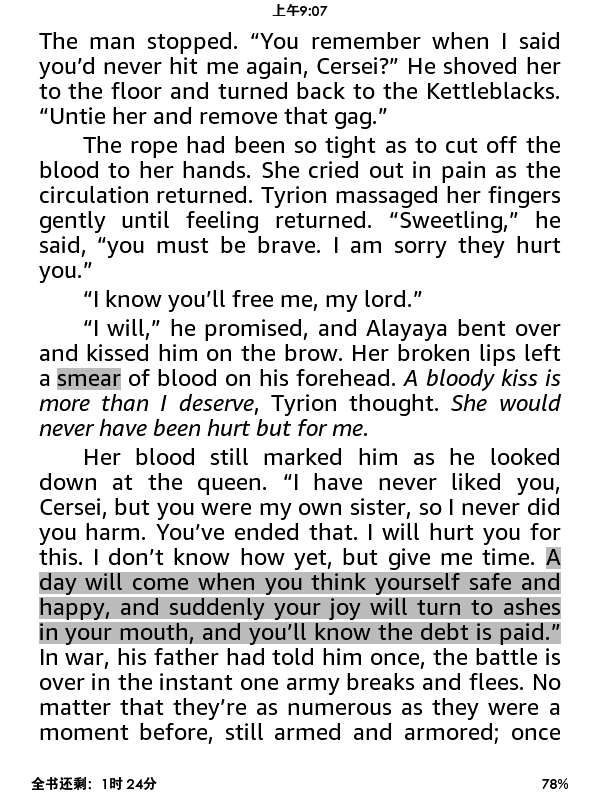 上午9:07
The man stopped. “You remember when I said
you’d never hit me again, Cersei?” He shoved her
to the floor and turned back to the Kettleblacks.
“Untie her and remove that gag.”
The rope had been so tight as to cut off the
blood to her hands. She cried out in pain as the
circulation returned. Tyrion massaged her fingers
gently until feeling returned. “Sweetling,” he
said, “you must be brave. I am sorry they hurt
you.”
“I know you’ll free me, my lord.”
“I will,” he promised, and Alayaya bent over
and kissed him on the brow. Her broken lips left
a smear of blood on his forehead. A bloody kiss is
more than I deserve, Tyrion thought. She would
never have been hurt but for me.
Her blood still marked him as he looked
down at the queen. “I have never liked you,
Cersei, but you were my own sister, so I never did
you harm. You’ve ended that. I will hurt you for
this. I don’t know how yet, but give me time. A
day will come when you think yourself safe and
happy, and suddenly your joy will turn to ashes
in your mouth, and you’ll know the debt is paid.”
In war, his father had told him once, the battle is
over in the instant one army breaks and flees. No
matter that they’re as numerous as they were a
moment before, still armed and armored; once
全书还剩：1时 24分 78%